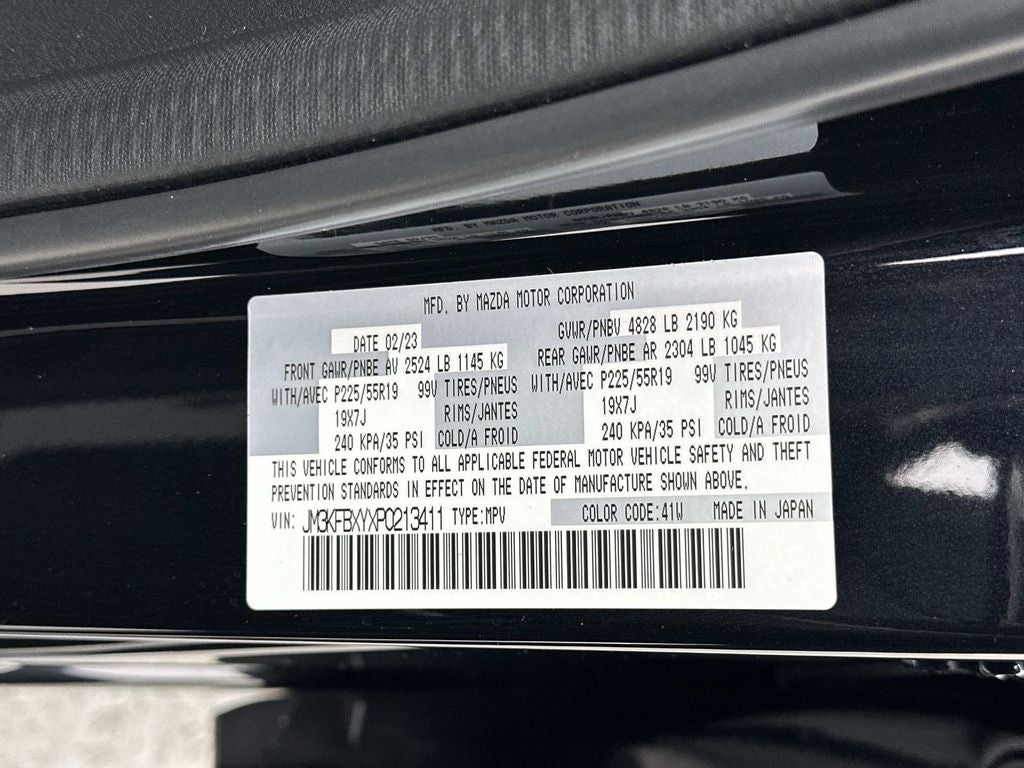 MFD. BY MAZDA MOTOR CORPORATION
DATE 02/23
GVWR/PNBV 4828 LB 2190 KG
FRONT GAWR/PNBE AV 2524 LB 1145 KG
REAR GAWR/PNBE AR 2304 LB 1045 KG
WITH/AVEC P225/55R19 99V TIRES/PNEUS
WITH/AVEC P225/55R19 99V TIRES/PNEUS
19X7J
RIMS/JANTES
19X7J
RIMS/JANTES
240 KPA/35 PSI COLD/A FROID
240 KPA/35 PSI COLD/A FROID
THIS VEHICLE CONFORMS TO ALL APPLICABLE FEDERAL MOTOR VEHICLE SAFETY AND THEFT
PREVENTION STANDARDS IN EFFECT ON THE DATE OF MANUFACTURE SHOWN ABOVE.
VIN: JM3KFBXYXP0213411 TYPE:MPV COLOR CODE:41W MADE IN JAPAN
MAZDA MOTOR CORPORATION